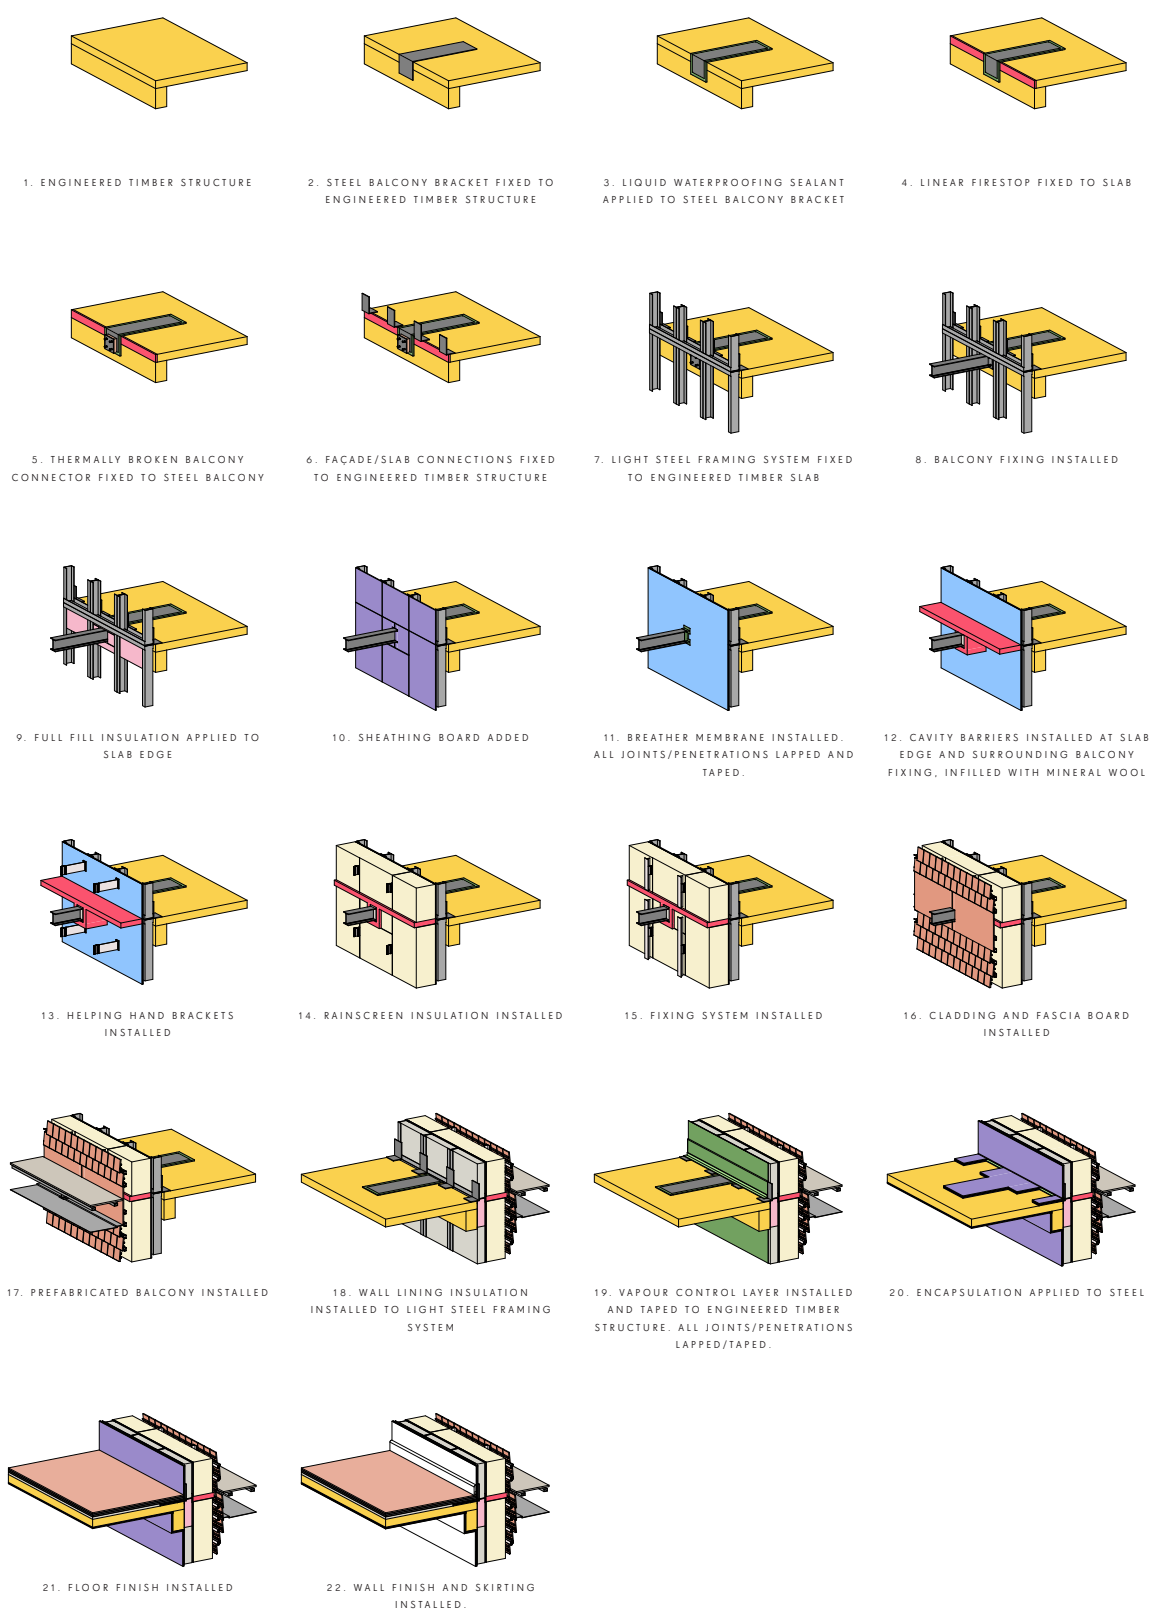 1. ENGINEERED TIMBER STRUCTURE
2. STEEL BALCONY BRACKET FIXED TO
ENGINEERED TIMBER STRUCTURE
3. LIQUID WATERPROOFING SEALANT
APPLIED TO STEEL BALCONY BRACKET
4. LINEAR FIRESTOP FIXED TO SLAB
5. THERMALLY BROKEN BALCONY
CONNECTOR FIXED TO STEEL BALCONY
6. FAÇADE/SLAB CONNECTIONS FIXED
TO ENGINEERED TIMBER STRUCTURE
7. LIGHT STEEL FRAMING SYSTEM FIXED
TO ENGINEERED TIMBER SLAB
8. BALCONY FIXING INSTALLED
9. FULL FILL INSULATION APPLIED TO
SLAB EDGE
10. SHEATHING BOARD ADDED
11. BREATHER MEMBRANE INSTALLED.
ALL JOINTS/PENETRATIONS LAPPED AND
TAPED.
12. CAVITY BARRIERS INSTALLED AT SLAB
EDGE AND SURROUNDING BALCONY
FIXING, INFILLED WITH MINERAL WOOL
13. HELPING HAND BRACKETS
INSTALLED
14. RAINSCREEN INSULATION INSTALLED
15. FIXING SYSTEM INSTALLED
16. CLADDING AND FASCIA BOARD
INSTALLED
17. PREFABRICATED BALCONY INSTALLED
18. WALL LINING INSULATION
INSTALLED TO LIGHT STEEL FRAMING
SYSTEM
19. VAPOUR CONTROL LAYER INSTALLED
AND TAPED TO ENGINEERED TIMBER
STRUCTURE. ALL JOINTS/PENETRATIONS
LAPPED/TAPED.
20. ENCAPSULATION APPLIED TO STEEL
21. FLOOR FINISH INSTALLED
22. WALL FINISH AND SKIRTING
INSTALLED.